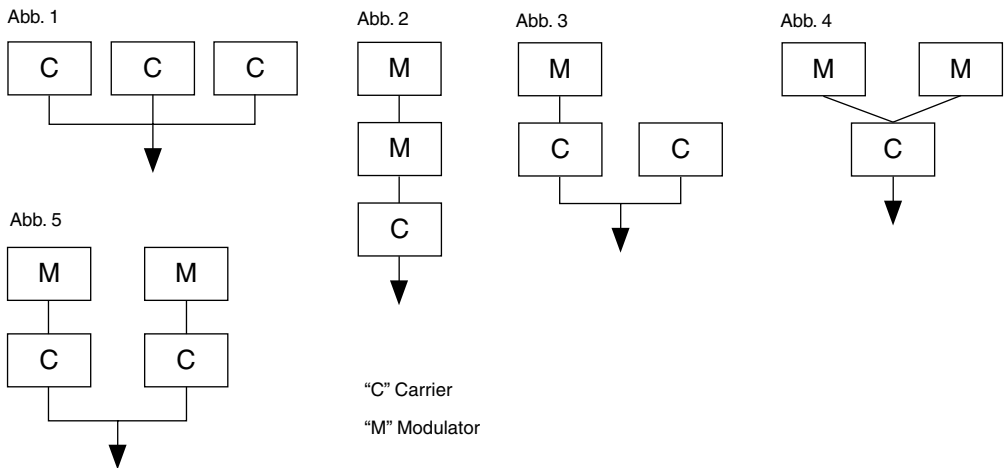 Abb. 1
C C C
Abb. 2
M
M
C
Abb. 3
M
C C
Abb. 4
M M
C
Abb. 5
M M
C C
“C” Carrier
“M” Modulator